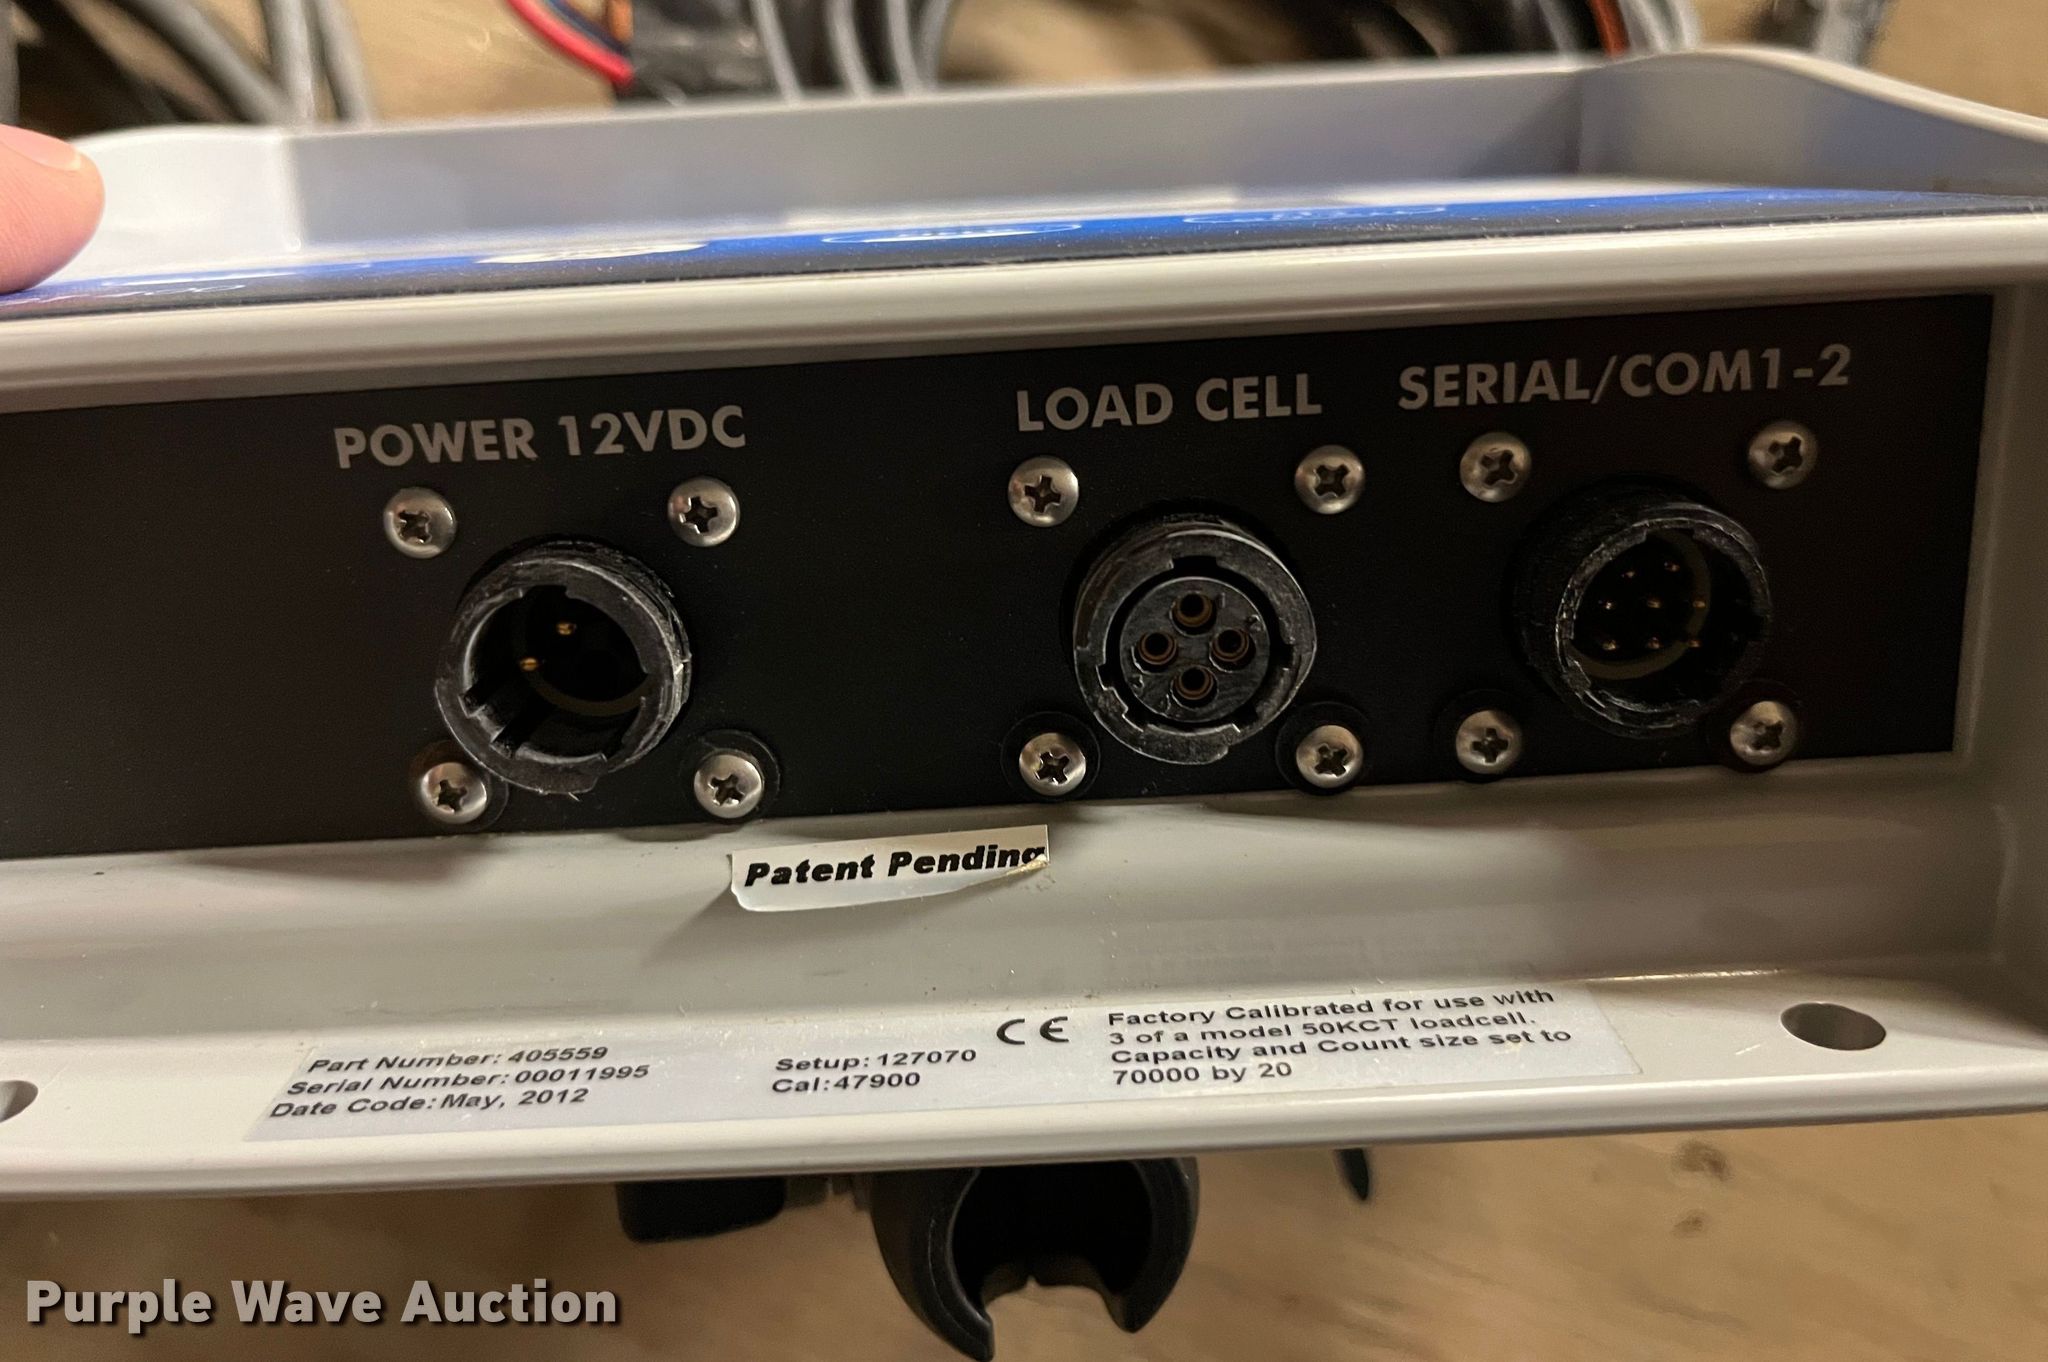 POWER 12VDC
LOAD CELL
SERIAL/COM1-2
Patent Pending
Part Number: 405559
Serial Number: 00011995
Date Code: May, 2012
Setup: 127070
Cal: 47900
CE
Factory Calibrated for use with
3 of a model 50KCT loadcell.
Capacity and Count size set to
70000 by 20
Purple Wave Auction